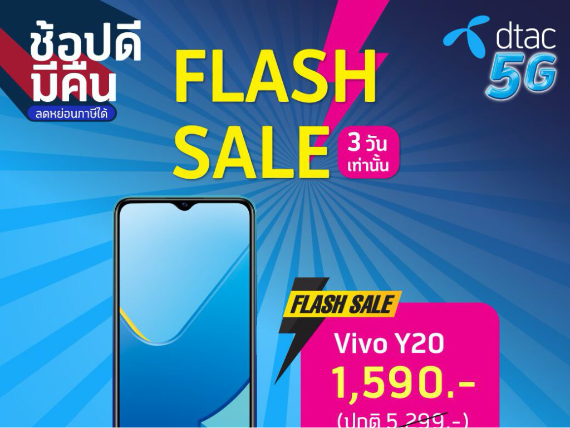 ช้อปดี
มีคืน
ลดหย่อนภาษีได้
FLASH
SALE
3 วัน
เท่านั้น
dtac
5G
FLASH SALE
Vivo Y20
1,590.-
(ปกติ 5,299.-)